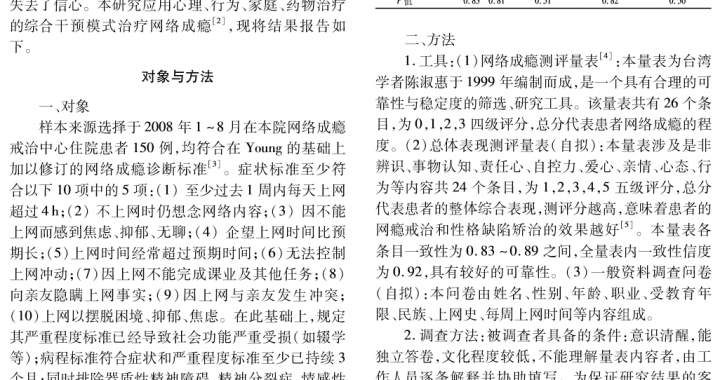 失去了信心。本研究应用心理、行为、家庭、药物治疗
的综合干预模式治疗网络成瘾[2],现将结果报告如
下。
对象与方法
一、对象
样本来源选择于 2008 年 1~8 月在本院网络成瘾
戒治中心住院患者 150 例,均符合在 Young 的基础上
加以修订的网络成瘾诊断标准[3]。症状标准至少符
合以下 10 项中的 5 项:(1) 至少过去 1 周内每天上网
超过 4 h;(2) 不上网时仍想念网络内容;(3) 因不能
上网而感到焦虑、抑郁、无聊;(4) 企望上网时间比预
期长;(5)上网时间经常超过预期时间;(6)无法控制
上网冲动;(7)因上网不能完成课业及其他任务;(8)
向亲友隐瞒上网事实;(9)因上网与亲友发生冲突;
(10)上网以摆脱困境、抑郁、焦虑。在此基础上,规定
其严重程度标准已经导致社会功能严重受损(如辍学
等);病程标准符合症状和严重程度标准至少已持续 3
个月;同时排除器质性精神障碍、精神分裂症、情感性
P 值 0.83 0.81 0.51 0.82 0.56
二、方法
1. 工具:(1)网络成瘾测评量表[4]:本量表为台湾
学者陈淑惠于 1999 年编制而成,是一个具有合理的可
靠性与稳定度的筛选、研究工具。该量表共有 26 个条
目,为 0,1,2,3 四级评分,总分代表患者网络成瘾的程
度。(2)总体表现测评量表(自拟):本量表涉及是非
辨识、事物认知、责任心、自控力、爱心、亲情、心态、行
为等内容共 24 个条目,为 1,2,3,4,5 五级评分,总分
代表患者的整体综合表现,测评分越高,意味着患者的
网瘾戒治和性格缺陷矫治的效果越好[5]。本量表各
条目一致性为 0.83~0.89 之间,全量表内一致性信度
为 0.92,具有较好的可靠性。(3)一般资料调查问卷
(自拟):本问卷由姓名、性别、年龄、职业、受教育年
限、民族、上网史、每周上网时间等内容组成。
2. 调查方法:被调查者具备的条件:意识清醒,能
独立答卷,文化程度较低,不能理解量表内容者,由工
作人员逐条解释并协助填写。为保证研究结果的客